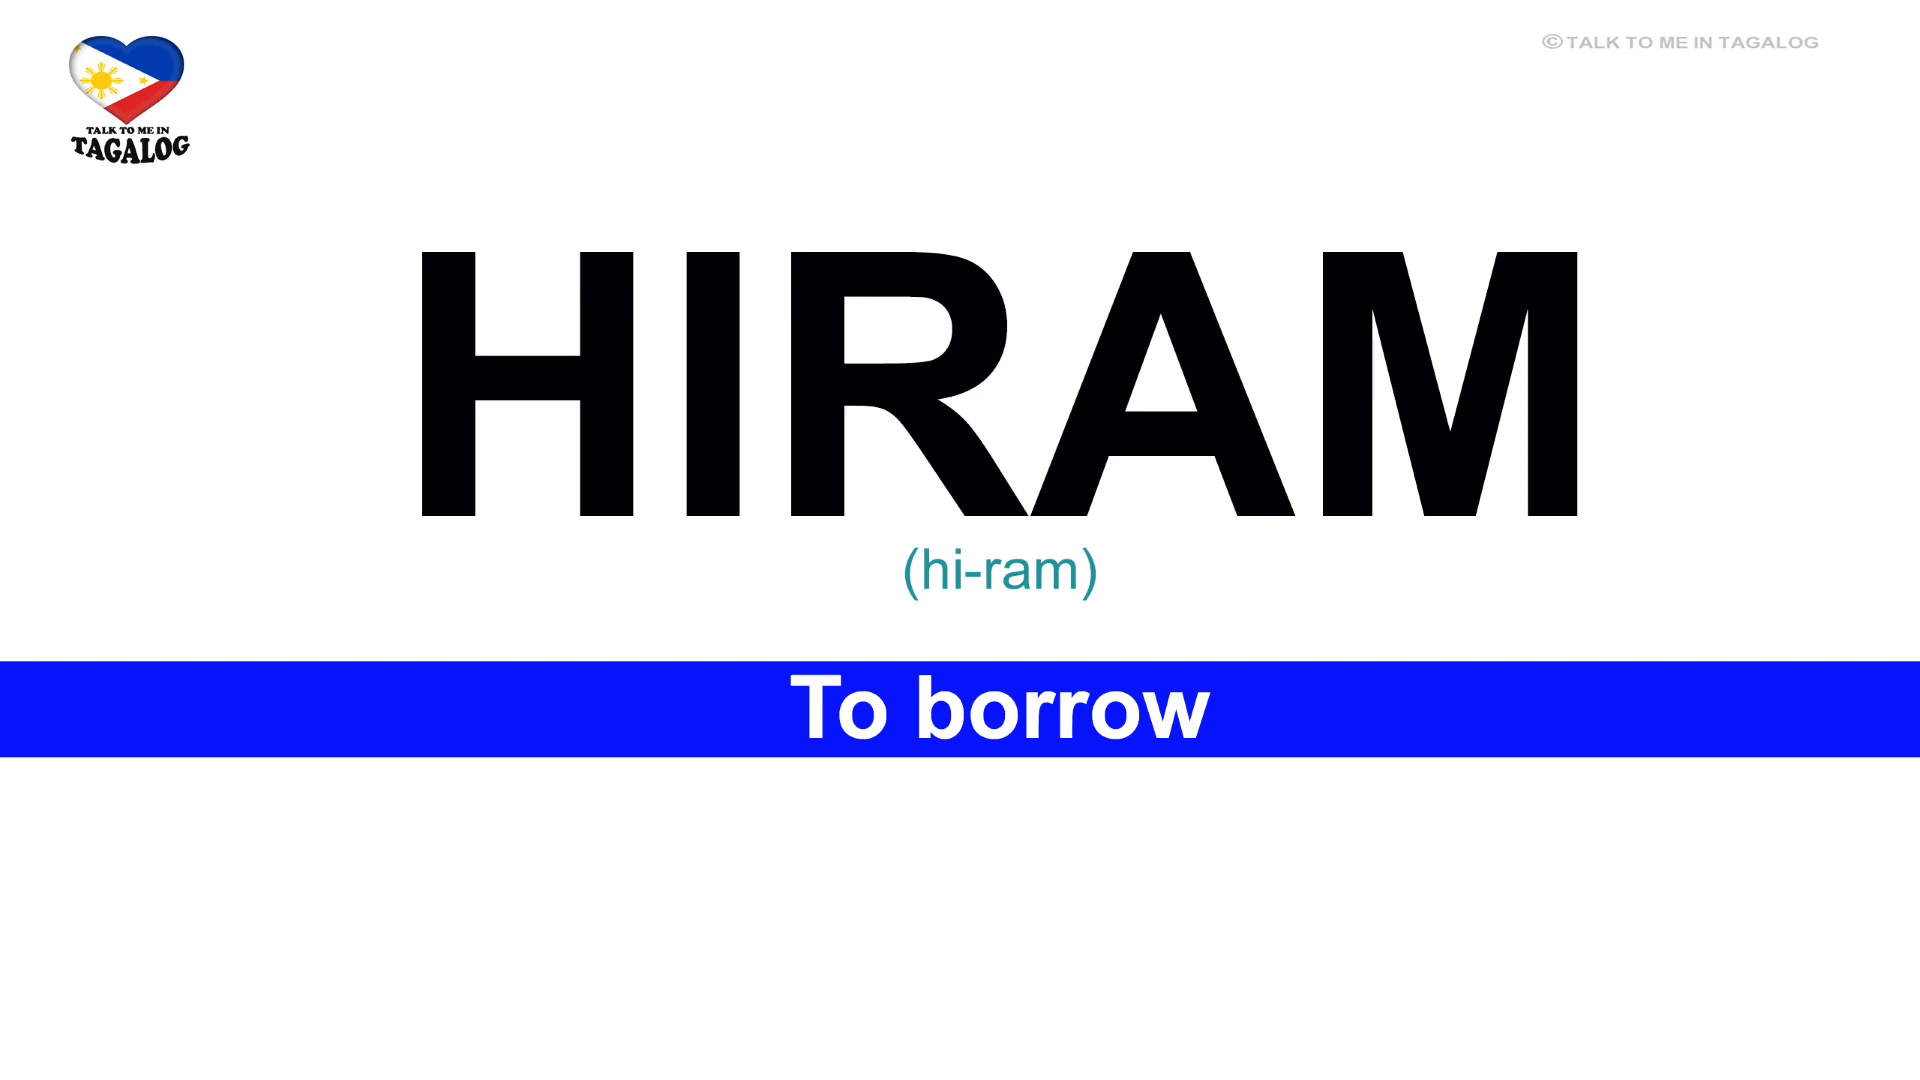 TALK TO ME IN
TAGALOG
© TALK TO ME IN TAGALOG
HIRAM
(hi-ram)
To borrow